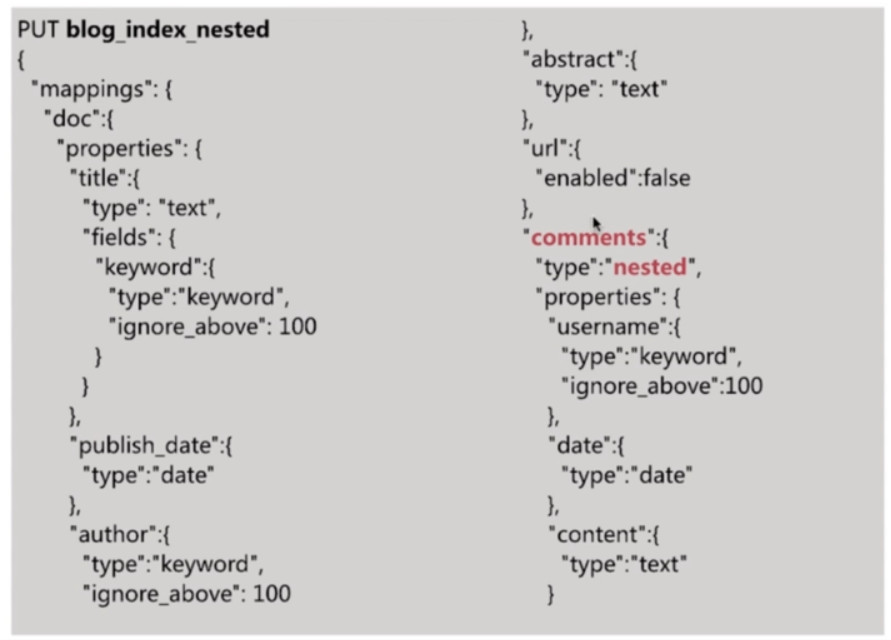 PUT blog_index_nested
{
"mappings": {
"doc":{
"properties": {
"title":{
"type": "text",
"fields": {
"keyword":{
"type":"keyword",
"ignore_above": 100
}
}
},
"publish_date":{
"type":"date"
},
"author":{
"type":"keyword",
"ignore_above": 100
},
"abstract":{
"type": "text"
},
"url":{
"enabled":false
},
"comments":{
"type":"nested",
"properties": {
"username":{
"type":"keyword",
"ignore_above":100
},
"date":{
"type":"date"
},
"content":{
"type":"text"
}